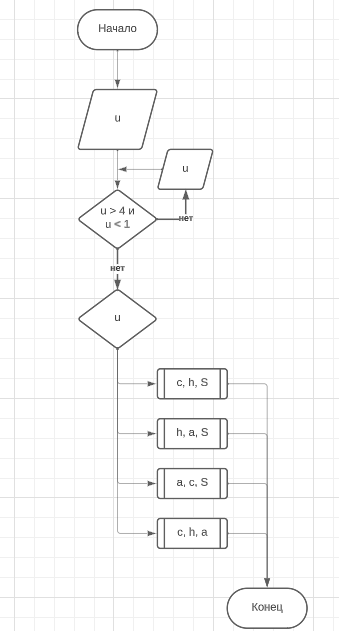 Начало
u
u
u > 4 и
u < 1
нет
нет
u
c, h, S
h, a, S
a, c, S
c, h, a
Конец